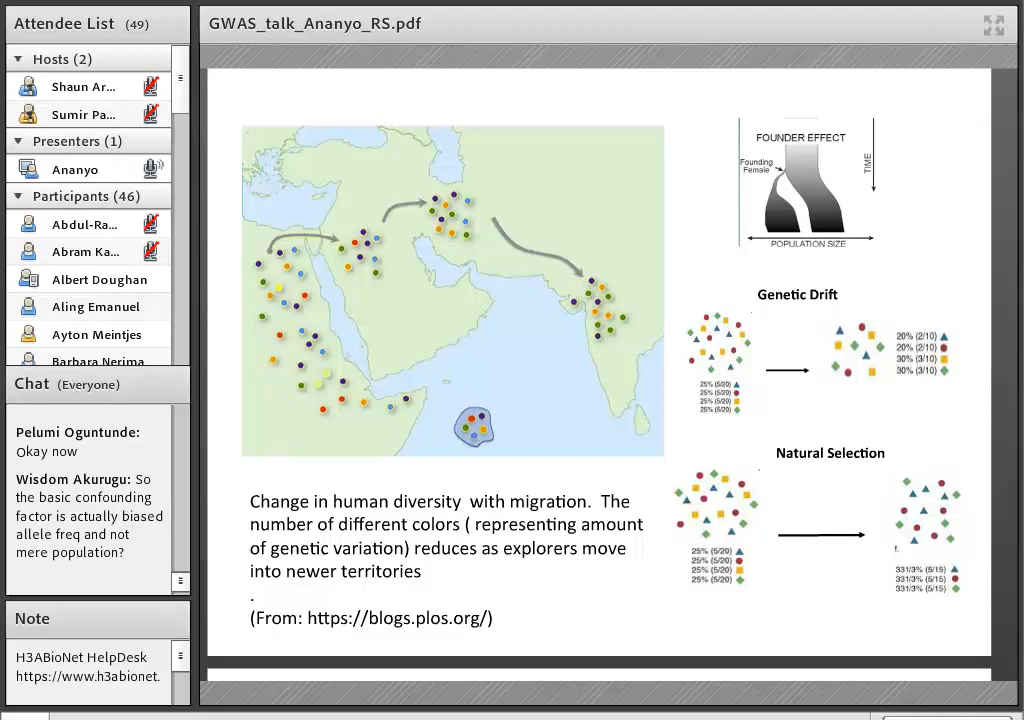 Attendee List (49)
Hosts (2)
Shaun Ar...
Sumir Pa...
Presenters (1)
Ananyo
Participants (46)
Abdul-Ra...
Abram Ka...
Albert Doughan
Aling Emanuel
Ayton Meintjes
Barbara Nerima
Chat (Everyone)
Pelumi Oguntunde:
Okay now
Wisdom Akurugu: So
the basic confounding
factor is actually biased
allele freq and not
mere population?
Note
H3ABioNet HelpDesk
https://www.h3abionet.
GWAS_talk_Ananyo_RS.pdf
FOUNDER EFFECT
Founding
Female
TIME
POPULATION SIZE
Genetic Drift
25% (5/20)
25% (5/20)
25% (5/20)
25% (5/20)
20% (2/10)
20% (2/10)
30% (3/10)
30% (3/10)
Natural Selection
25% (5/20)
25% (5/20)
25% (5/20)
25% (5/20)
f.
331/3% (5/15)
331/3% (5/15)
331/3% (5/15)
Change in human diversity with migration. The
number of different colors ( representing amount
of genetic variation) reduces as explorers move
into newer territories
.
(From: https://blogs.plos.org/)